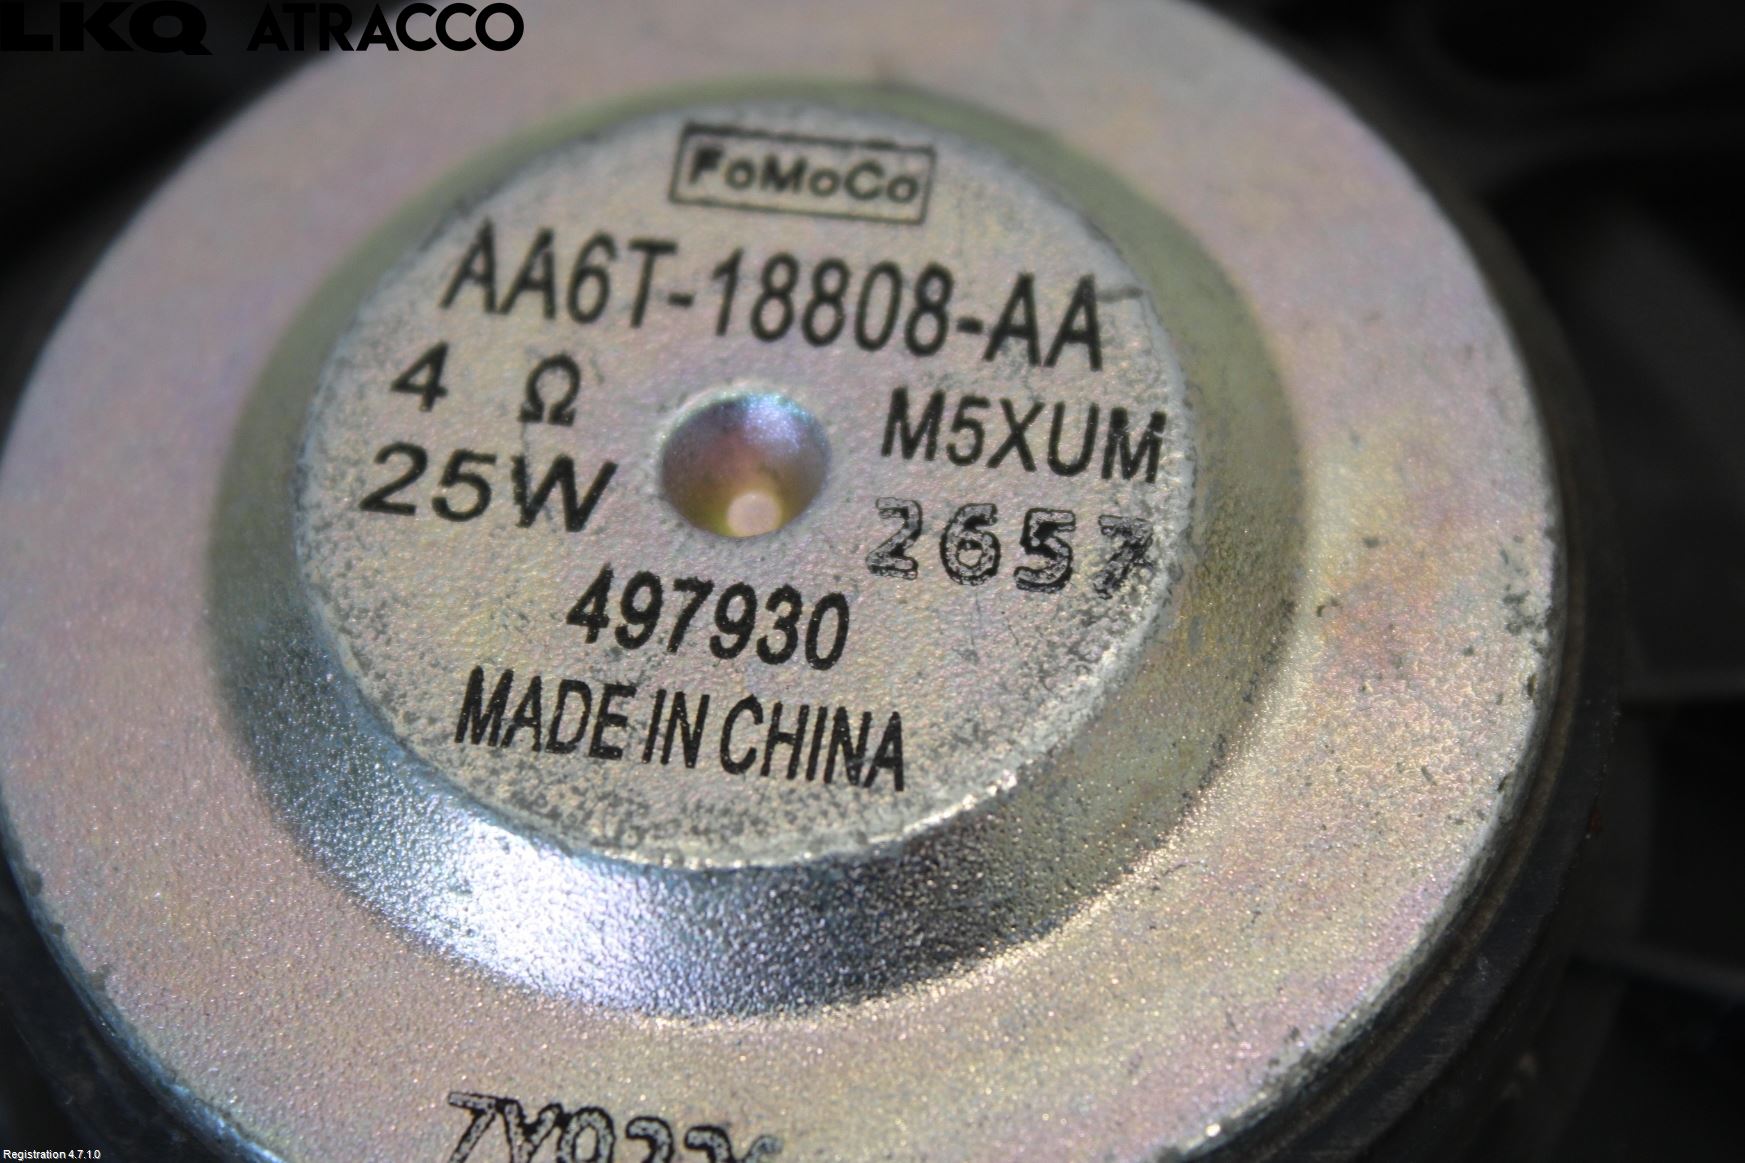 LKQ ATRACCO
FoMoCo
AA6T-18808-AA
4 Ω
25W
M5XUM
2657
497930
MADE IN CHINA
Registration 4.7.1.0